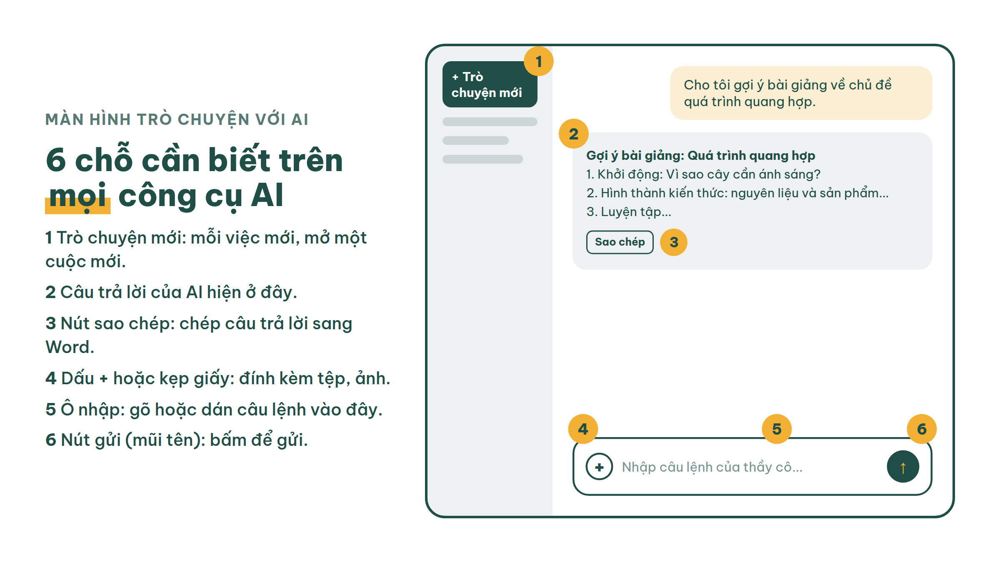 MÀN HÌNH TRÒ CHUYỆN VỚI AI
6 chỗ cần biết trên
mọi công cụ AI
1 Trò chuyện mới: mỗi việc mới, mở một
cuộc mới.
2 Câu trả lời của AI hiện ở đây.
3 Nút sao chép: chép câu trả lời sang
Word.
4 Dấu + hoặc kẹp giấy: đính kèm tệp, ảnh.
5 Ô nhập: gõ hoặc dán câu lệnh vào đây.
6 Nút gửi (mũi tên): bấm để gửi.
1
+ Trò
chuyện mới
Cho tôi gợi ý bài giảng về chủ đề
quá trình quang hợp.
2
Gợi ý bài giảng: Quá trình quang hợp
1. Khởi động: Vì sao cây cần ánh sáng?
2. Hình thành kiến thức: nguyên liệu và sản phẩm...
3. Luyện tập...
Sao chép 3
4 5 6
+ Nhập câu lệnh của thầy cô... ↑